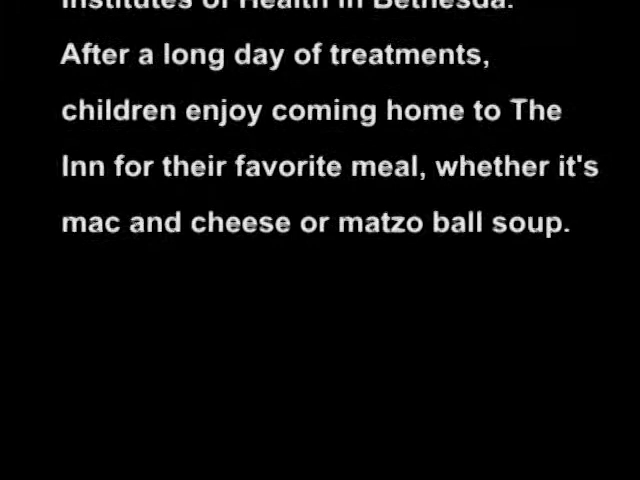 Institutes of Health in Bethesda.
After a long day of treatments,
children enjoy coming home to The
Inn for their favorite meal, whether it's
mac and cheese or matzo ball soup.